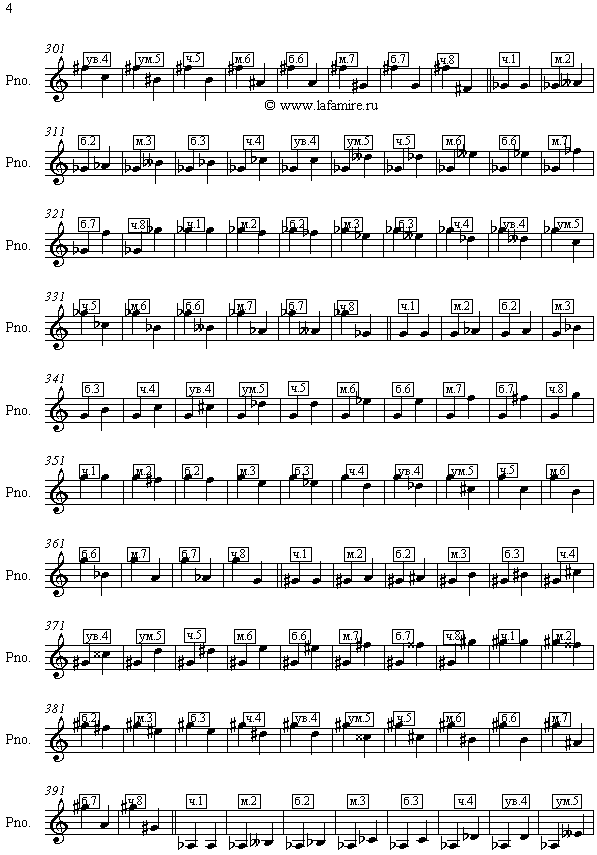 4
301
ув.4 ум.5 ч.5 м.6 б.6 м.7 б.7 ч.8 ч.1 м.2
Pno.
© www.lafamire.ru
311
б.2 м.3 б.3 ч.4 ув.4 ум.5 ч.5 м.6 б.6 м.7
Pno.
321
б.7 ч.8 ч.1 м.2 б.2 м.3 б.3 ч.4 ув.4 ум.5
Pno.
331
ч.5 м.6 б.6 м.7 б.7 ч.8 ч.1 м.2 б.2 м.3
Pno.
341
б.3 ч.4 ув.4 ум.5 ч.5 м.6 б.6 м.7 б.7 ч.8
Pno.
351
ч.1 м.2 б.2 м.3 б.3 ч.4 ув.4 ум.5 ч.5 м.6
Pno.
361
б.6 м.7 б.7 ч.8 ч.1 м.2 б.2 м.3 б.3 ч.4
Pno.
371
ув.4 ум.5 ч.5 м.6 б.6 м.7 б.7 ч.8 ч.1 м.2
Pno.
381
б.2 м.3 б.3 ч.4 ув.4 ум.5 ч.5 м.6 б.6 м.7
Pno.
391
б.7 ч.8 ч.1 м.2 б.2 м.3 б.3 ч.4 ув.4 ум.5
Pno.